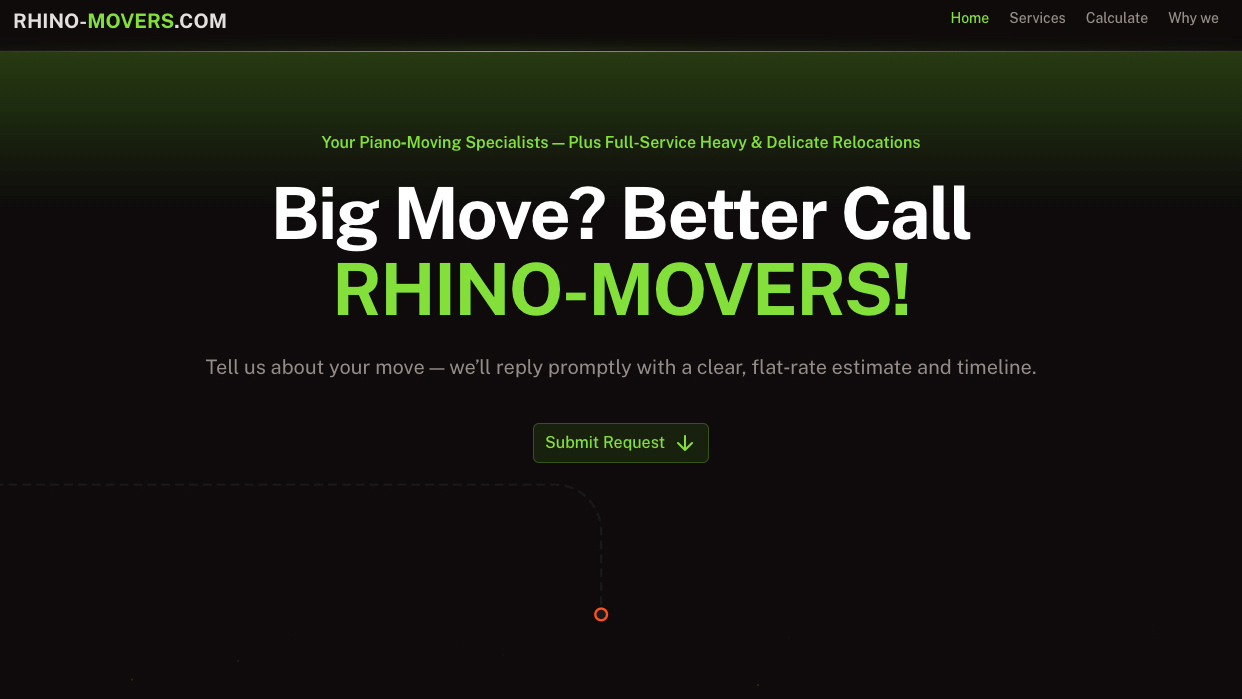 RHINO-MOVERS.COM
Home Services Calculate Why we
Your Piano-Moving Specialists — Plus Full-Service Heavy & Delicate Relocations
Big Move? Better Call
RHINO-MOVERS!
Tell us about your move — we’ll reply promptly with a clear, flat-rate estimate and timeline.
Submit Request